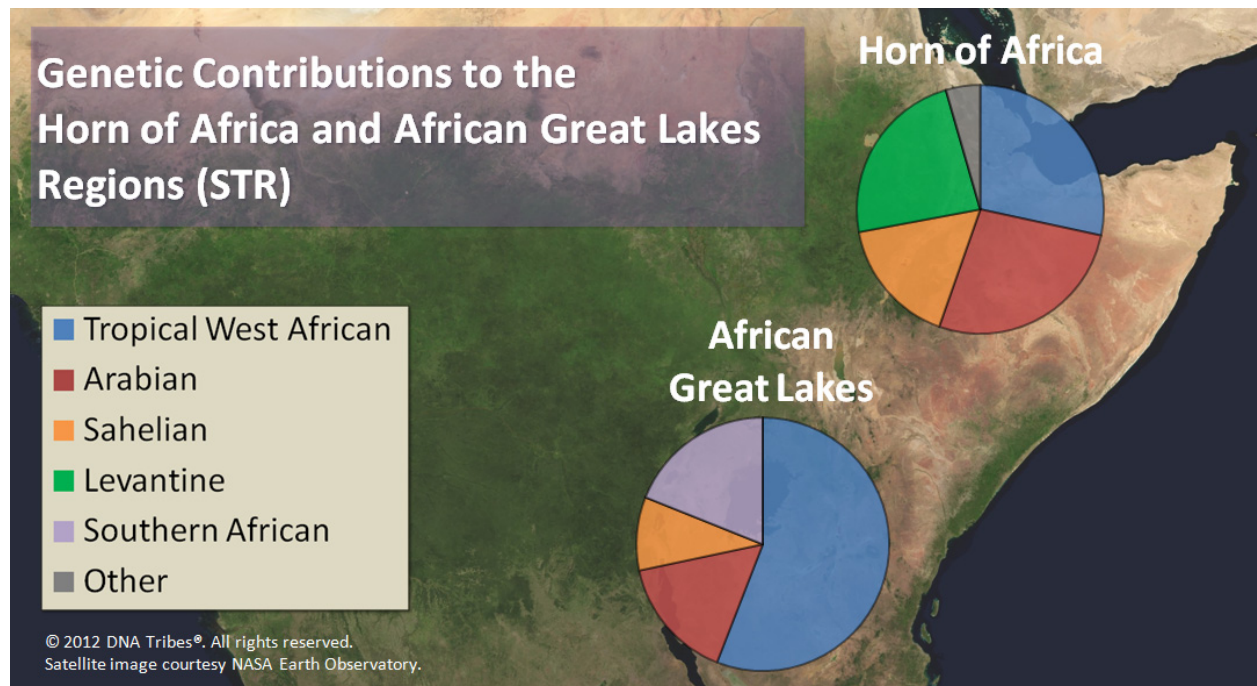 Genetic Contributions to the
Horn of Africa and African Great Lakes
Regions (STR)
Horn of Africa
African
Great Lakes
Tropical West African
Arabian
Sahelian
Levantine
Southern African
Other
© 2012 DNA Tribes®. All rights reserved.
Satellite image courtesy NASA Earth Observatory.